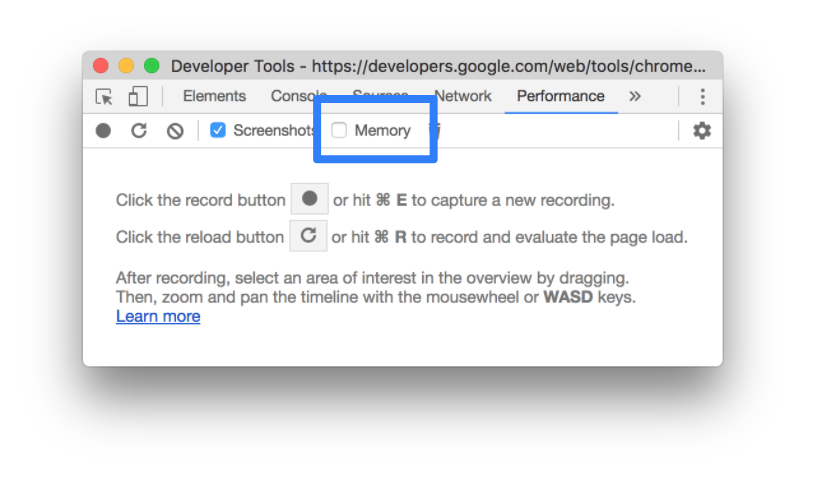 Developer Tools - https://developers.google.com/web/tools/chrome...
Elements Console Sources Network Performance »
Screenshots Memory
Click the record button or hit ⌘ E to capture a new recording.
Click the reload button or hit ⌘ R to record and evaluate the page load.
After recording, select an area of interest in the overview by dragging.
Then, zoom and pan the timeline with the mousewheel or WASD keys.
Learn more